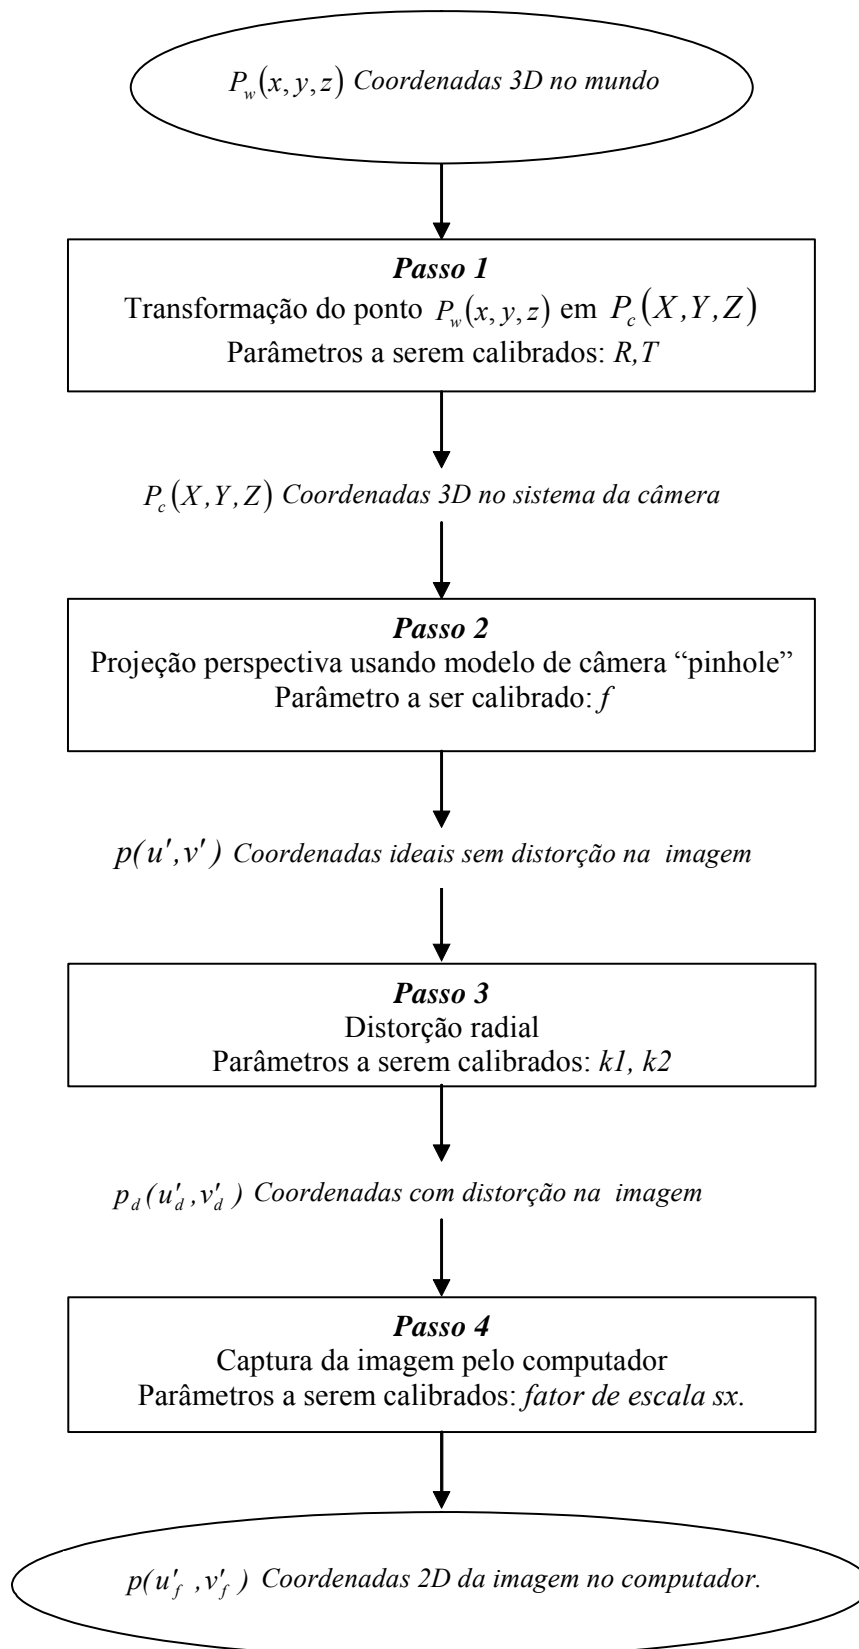 P_w(x, y, z) Coordenadas 3D no mundo
Passo 1
Transformação do ponto P_w(x, y, z) em P_c(X,Y,Z)
Parâmetros a serem calibrados: R,T
P_c(X,Y,Z) Coordenadas 3D no sistema da câmera
Passo 2
Projeção perspectiva usando modelo de câmera “pinhole”
Parâmetro a ser calibrado: f
p(u',v') Coordenadas ideais sem distorção na imagem
Passo 3
Distorção radial
Parâmetros a serem calibrados: k1, k2
p_d(u'_d,v'_d) Coordenadas com distorção na imagem
Passo 4
Captura da imagem pelo computador
Parâmetros a serem calibrados: fator de escala sx.
p(u'_f ,v'_f) Coordenadas 2D da imagem no computador.